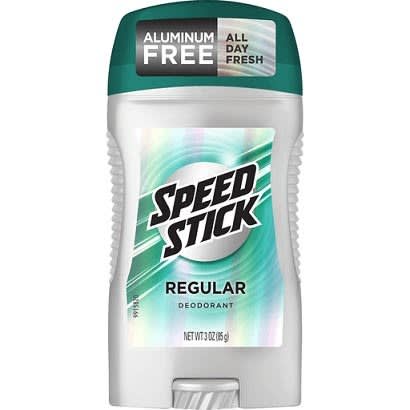 ALUMINUM
FREE
ALL
DAY
FRESH
SPEED
STICK
REGULAR
DEODORANT
NET WT 3 OZ (85 g)